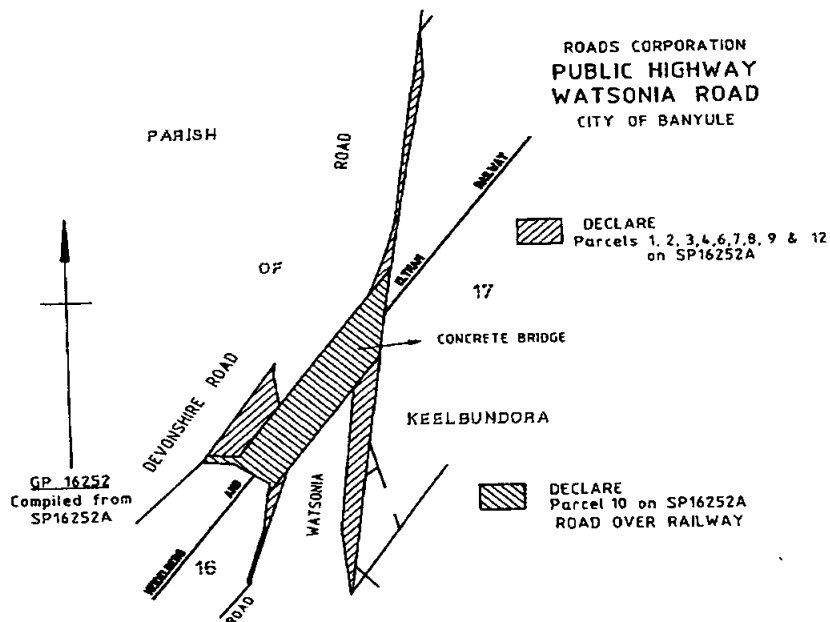 ROADS CORPORATION
PUBLIC HIGHWAY
WATSONIA ROAD
CITY OF BANYULE
PARISH
ROAD
RAILWAY
DECLARE
Parcels 1, 2, 3, 4, 6, 7, 8, 9 & 12
on SP16252A
OF
ELTHAM
17
CONCRETE BRIDGE
DEVONSHIRE ROAD
KEELBUNDORA
GP 16252
Compiled from
SP16252A
AND
WATSONIA
DECLARE
Parcel 10 on SP16252A
ROAD OVER RAILWAY
HEIDELBERG
16
ROAD